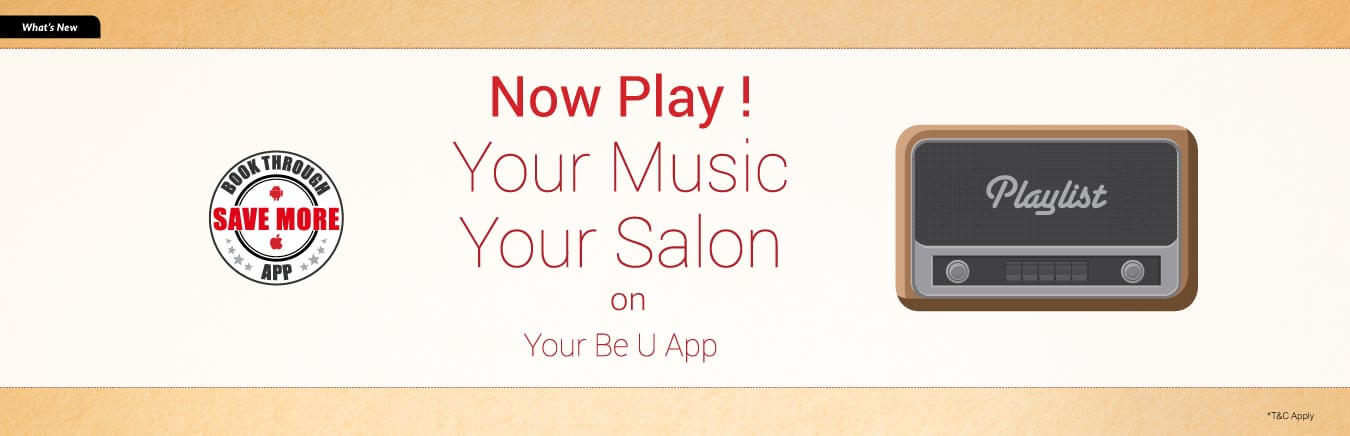 What's New
Now Play !
Your Music
Your Salon
on
Your Be U App
BOOK THROUGH
SAVE MORE
APP
Playlist
*T&C Apply